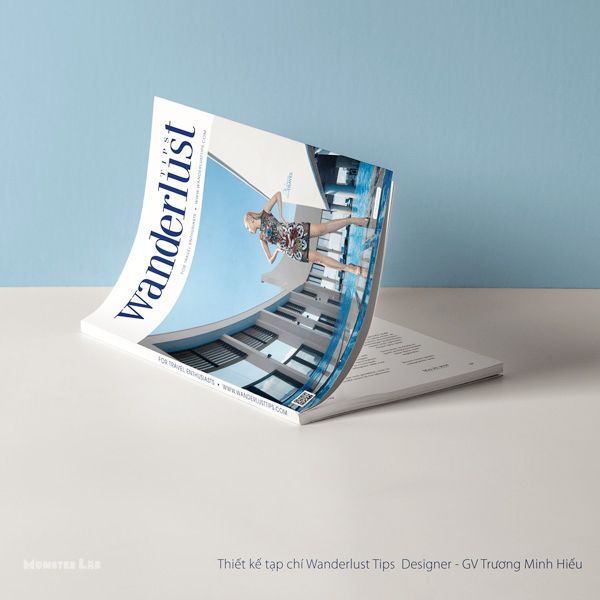 Wanderlust
TIPS
FOR TRAVEL ENTHUSIASTS • WWW.WANDERLUSTTIPS.COM
FOR TRAVEL ENTHUSIASTS • WWW.WANDERLUSTTIPS.COM
MONSTER LAB
Thiết kế tạp chí Wanderlust Tips Designer - GV Trương Minh Hiếu